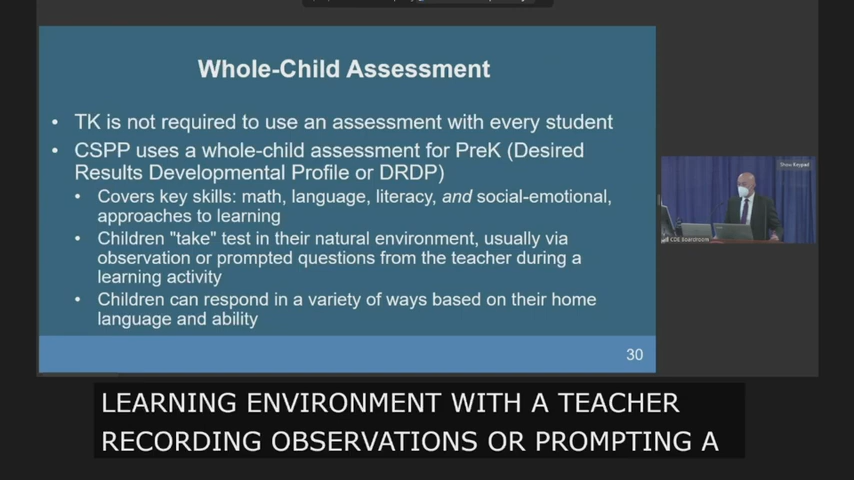 Whole-Child Assessment
• TK is not required to use an assessment with every student
• CSPP uses a whole-child assessment for PreK (Desired
Results Developmental Profile or DRDP)
• Covers key skills: math, language, literacy, and social-emotional,
approaches to learning
• Children "take" test in their natural environment, usually via
observation or prompted questions from the teacher during a
learning activity
• Children can respond in a variety of ways based on their home
language and ability
30
Show Keypad
CDE Boardroom
LEARNING ENVIRONMENT WITH A TEACHER
RECORDING OBSERVATIONS OR PROMPTING A